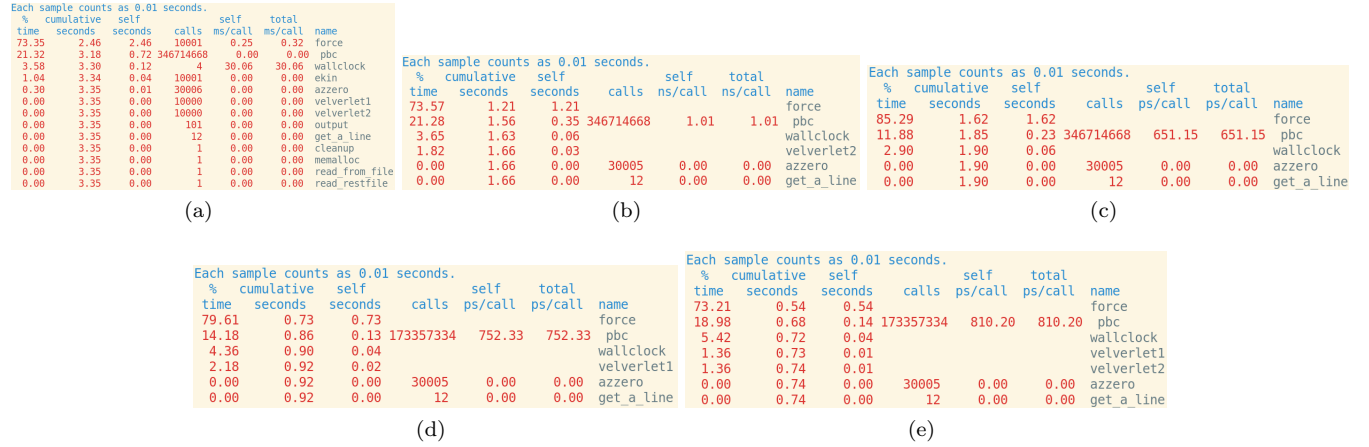 Each sample counts as 0.01 seconds.
% cumulative self self total
time seconds seconds calls ms/call ms/call name
73.35 2.46 2.46 10001 0.25 0.32 force
21.32 3.18 0.72 346714668 0.00 0.00 pbc
3.58 3.30 0.12 4 30.06 30.06 wallclock
1.04 3.34 0.04 10001 0.00 0.00 ekin
0.30 3.35 0.01 30006 0.00 0.00 azzero
0.00 3.35 0.00 10000 0.00 0.00 velverlet1
0.00 3.35 0.00 10000 0.00 0.00 velverlet2
0.00 3.35 0.00 101 0.00 0.00 output
0.00 3.35 0.00 12 0.00 0.00 get_a_line
0.00 3.35 0.00 1 0.00 0.00 cleanup
0.00 3.35 0.00 1 0.00 0.00 memalloc
0.00 3.35 0.00 1 0.00 0.00 read_from_file
0.00 3.35 0.00 1 0.00 0.00 read_restfile
(a)
Each sample counts as 0.01 seconds.
% cumulative self self total
time seconds seconds calls ns/call ns/call name
73.57 1.21 1.21 force
21.28 1.56 0.35 346714668 1.01 1.01 pbc
3.65 1.63 0.06 wallclock
1.82 1.66 0.03 velverlet2
0.00 1.66 0.00 30005 0.00 0.00 azzero
0.00 1.66 0.00 12 0.00 0.00 get_a_line
(b)
Each sample counts as 0.01 seconds.
% cumulative self self total
time seconds seconds calls ps/call ps/call name
85.29 1.62 1.62 force
11.88 1.85 0.23 346714668 651.15 651.15 pbc
2.90 1.90 0.06 wallclock
0.00 1.90 0.00 30005 0.00 0.00 azzero
0.00 1.90 0.00 12 0.00 0.00 get_a_line
(c)
Each sample counts as 0.01 seconds.
% cumulative self self total
time seconds seconds calls ps/call ps/call name
79.61 0.73 0.73 force
14.18 0.86 0.13 173357334 752.33 752.33 pbc
4.36 0.90 0.04 wallclock
2.18 0.92 0.02 velverlet1
0.00 0.92 0.00 30005 0.00 0.00 azzero
0.00 0.92 0.00 12 0.00 0.00 get_a_line
(d)
Each sample counts as 0.01 seconds.
% cumulative self self total
time seconds seconds calls ps/call ps/call name
73.21 0.54 0.54 force
18.98 0.68 0.14 173357334 810.20 810.20 pbc
5.42 0.72 0.04 wallclock
1.36 0.73 0.01 velverlet1
1.36 0.74 0.01 velverlet2
0.00 0.74 0.00 30005 0.00 0.00 azzero
0.00 0.74 0.00 12 0.00 0.00 get_a_line
(e)